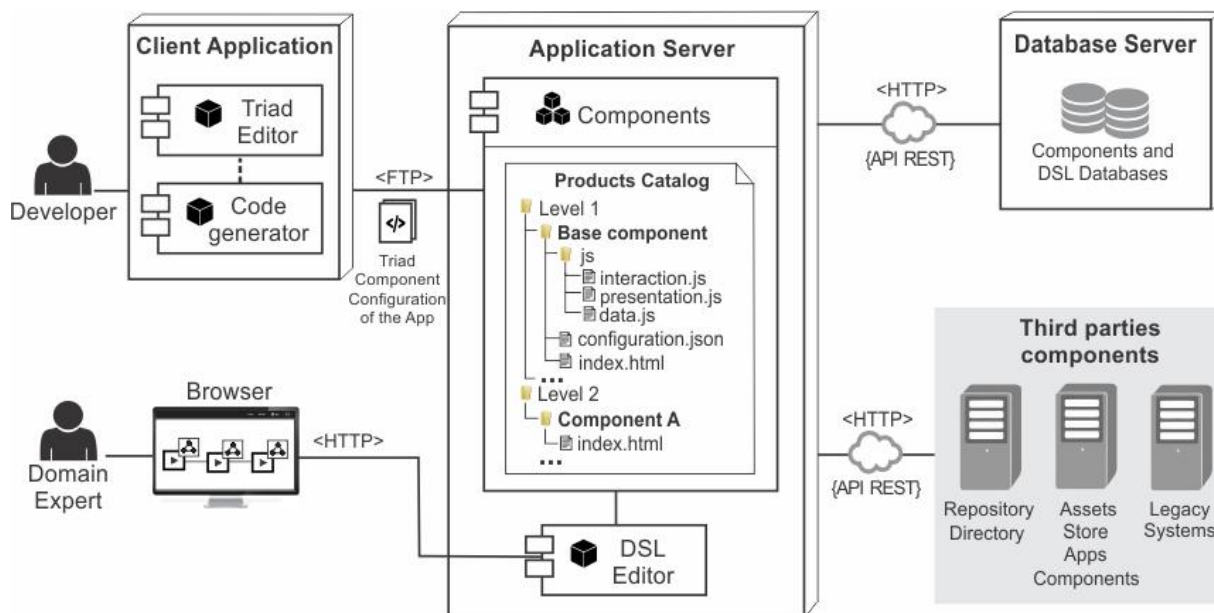 Client Application
Triad
Editor
Code
generator
Developer
<FTP>
Triad
Component
Configuration
of the App
Application Server
Components
Products Catalog
Level 1
Base component
js
interaction.js
presentation.js
data.js
configuration.json
index.html
...
Level 2
Component A
index.html
...
DSL
Editor
Browser
<HTTP>
Domain
Expert
<HTTP>
{API REST}
Database Server
Components and
DSL Databases
<HTTP>
{API REST}
Third parties
components
Repository
Directory
Assets
Store
Apps
Components
Legacy
Systems